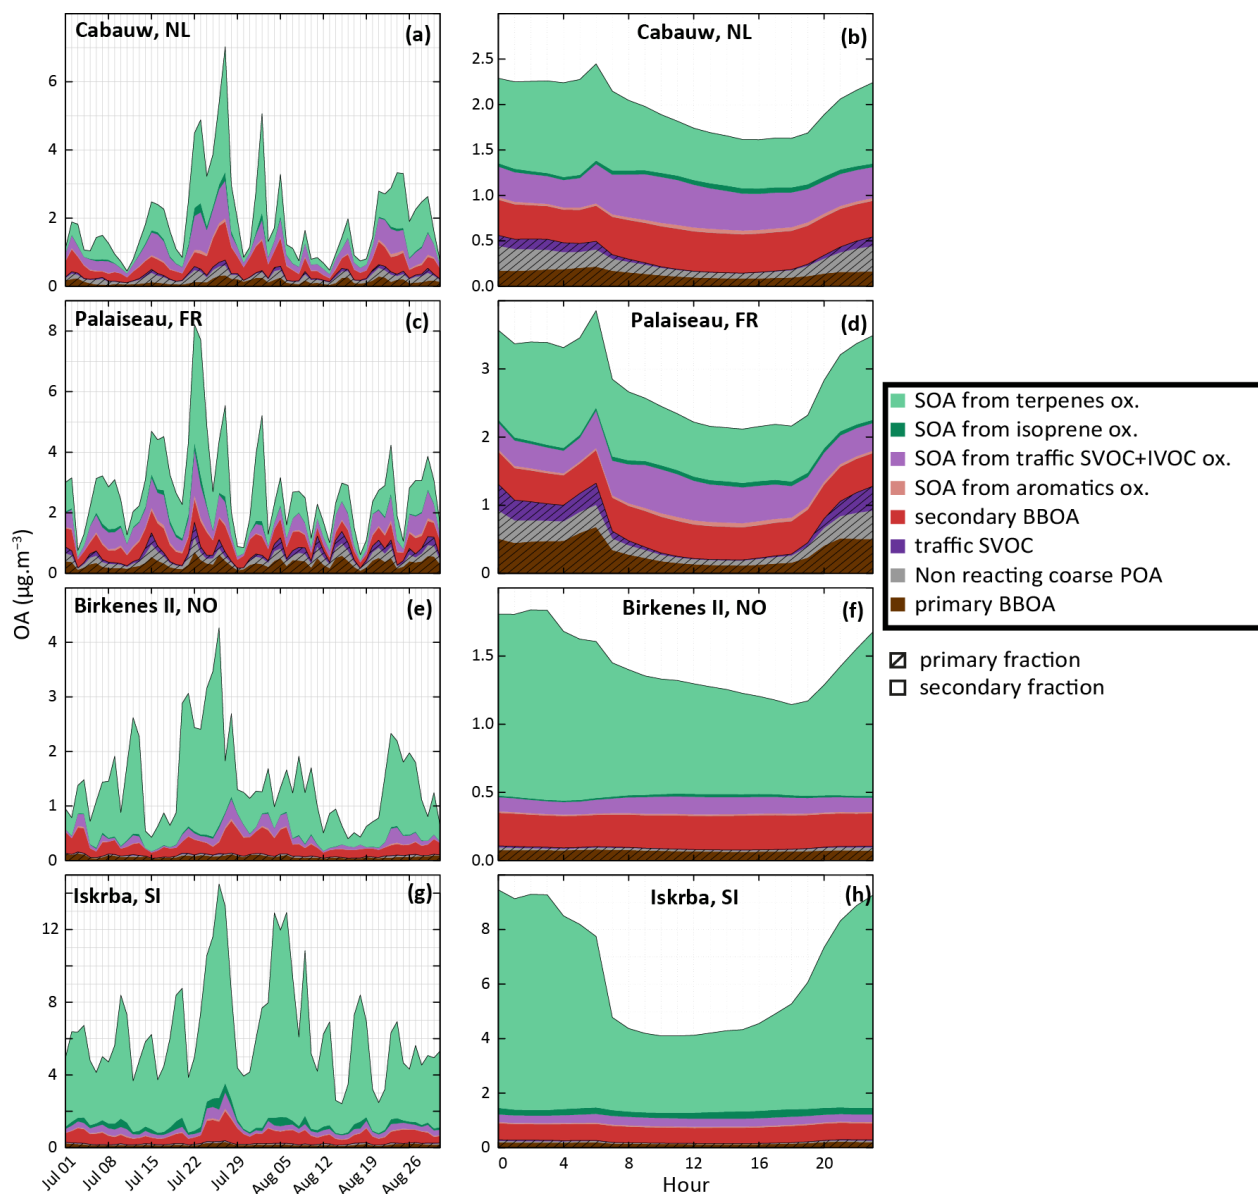 Cabauw, NL
(a)
6
4
2
0
Cabauw, NL
(b)
2.5
2.0
1.5
1.0
0.5
0.0
Palaiseau, FR
(c)
8
6
4
2
0
Palaiseau, FR
(d)
3
2
1
0
OA (µg.m⁻³)
Birkenes II, NO
(e)
4
3
2
1
0
Birkenes II, NO
(f)
1.5
1.0
0.5
0.0
Iskrba, SI
(g)
12
8
4
0
Jul 01
Jul 08
Jul 15
Jul 22
Jul 29
Aug 05
Aug 12
Aug 19
Aug 26
Iskrba, SI
(h)
8
6
4
2
0
0
4
8
12
16
20
Hour
SOA from terpenes ox.
SOA from isoprene ox.
SOA from traffic SVOC+IVOC ox.
SOA from aromatics ox.
secondary BBOA
traffic SVOC
Non reacting coarse POA
primary BBOA
primary fraction
secondary fraction